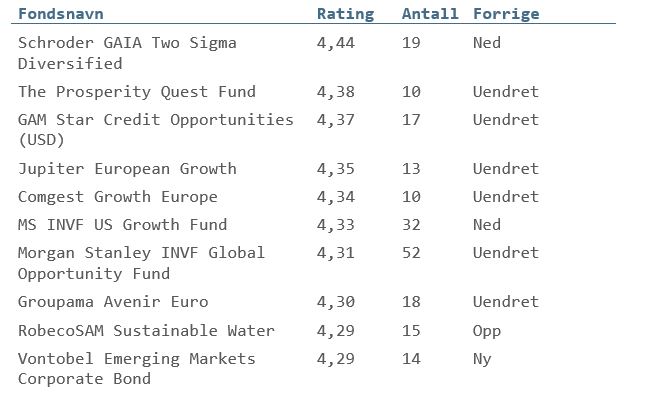 Fondsnavn Rating Antall Forrige
Schroder GAIA Two Sigma 4,44 19 Ned
Diversified
The Prosperity Quest Fund 4,38 10 Uendret
GAM Star Credit Opportunities 4,37 17 Uendret
(USD)
Jupiter European Growth 4,35 13 Uendret
Comgest Growth Europe 4,34 10 Uendret
MS INVF US Growth Fund 4,33 32 Ned
Morgan Stanley INVF Global 4,31 52 Uendret
Opportunity Fund
Groupama Avenir Euro 4,30 18 Uendret
RobecoSAM Sustainable Water 4,29 15 Opp
Vontobel Emerging Markets 4,29 14 Ny
Corporate Bond